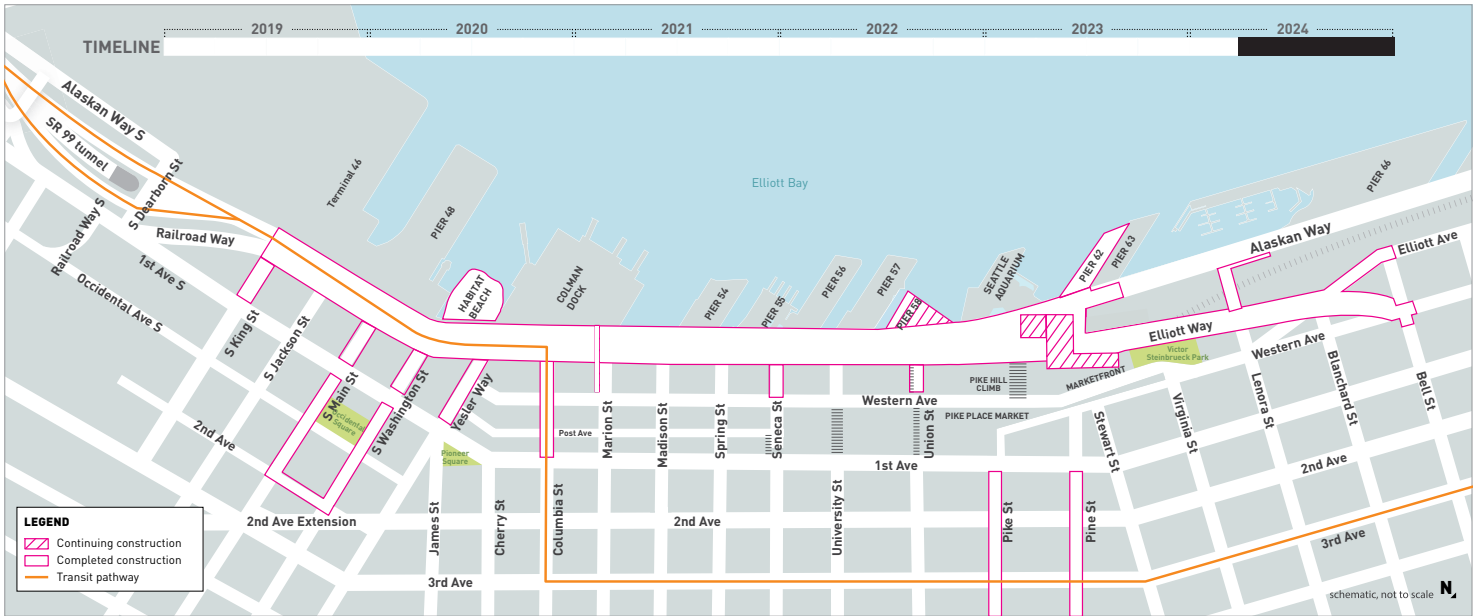 2019
2020
2021
2022
2023
2024
TIMELINE
Alaskan Way S
SR 99 tunnel
S Dearborn St
Railroad Way S
Railroad Way
1st Ave S
Occidental Ave S
Terminal 46
PIER 48
HABITAT
BEACH
COLMAN
DOCK
PIER 54
PIER 55
PIER 56
PIER 57
PIER 58
SEATTLE
AQUARIUM
PIER 62
PIER 63
PIER 66
Elliott Bay
Alaskan Way
Elliott Ave
Elliott Way
Victor
Steinbrueck Park
Western Ave
MARKETFRONT
PIKE HILL
CLIMB
PIKE PLACE MARKET
Western Ave
S King St
S Jackson St
S Main St
Occidental
Square
S Washington St
Yesler Way
Pioneer
Square
Post Ave
2nd Ave
2nd Ave Extension
James St
Cherry St
Columbia St
Marion St
Madison St
Spring St
Seneca St
University St
Union St
Pike St
Pine St
Stewart St
Virginia St
Lenora St
Blanchard St
Bell St
1st Ave
2nd Ave
2nd Ave
3rd Ave
3rd Ave
LEGEND
Continuing construction
Completed construction
Transit pathway
schematic, not to scale
N